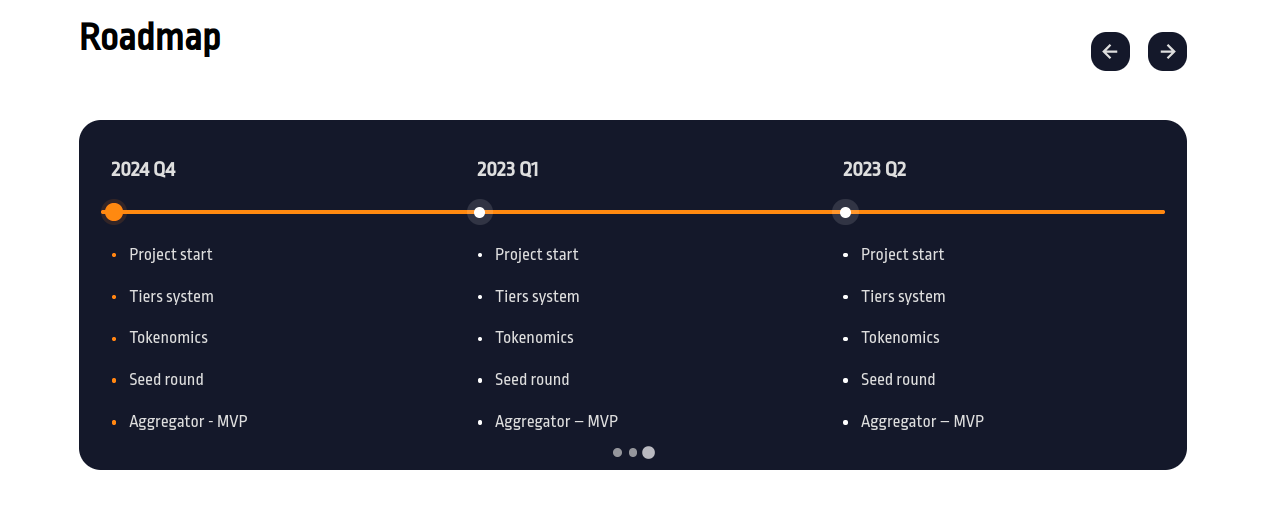 Roadmap
2024 Q4
Project start
Tiers system
Tokenomics
Seed round
Aggregator - MVP
2023 Q1
Project start
Tiers system
Tokenomics
Seed round
Aggregator – MVP
2023 Q2
Project start
Tiers system
Tokenomics
Seed round
Aggregator – MVP